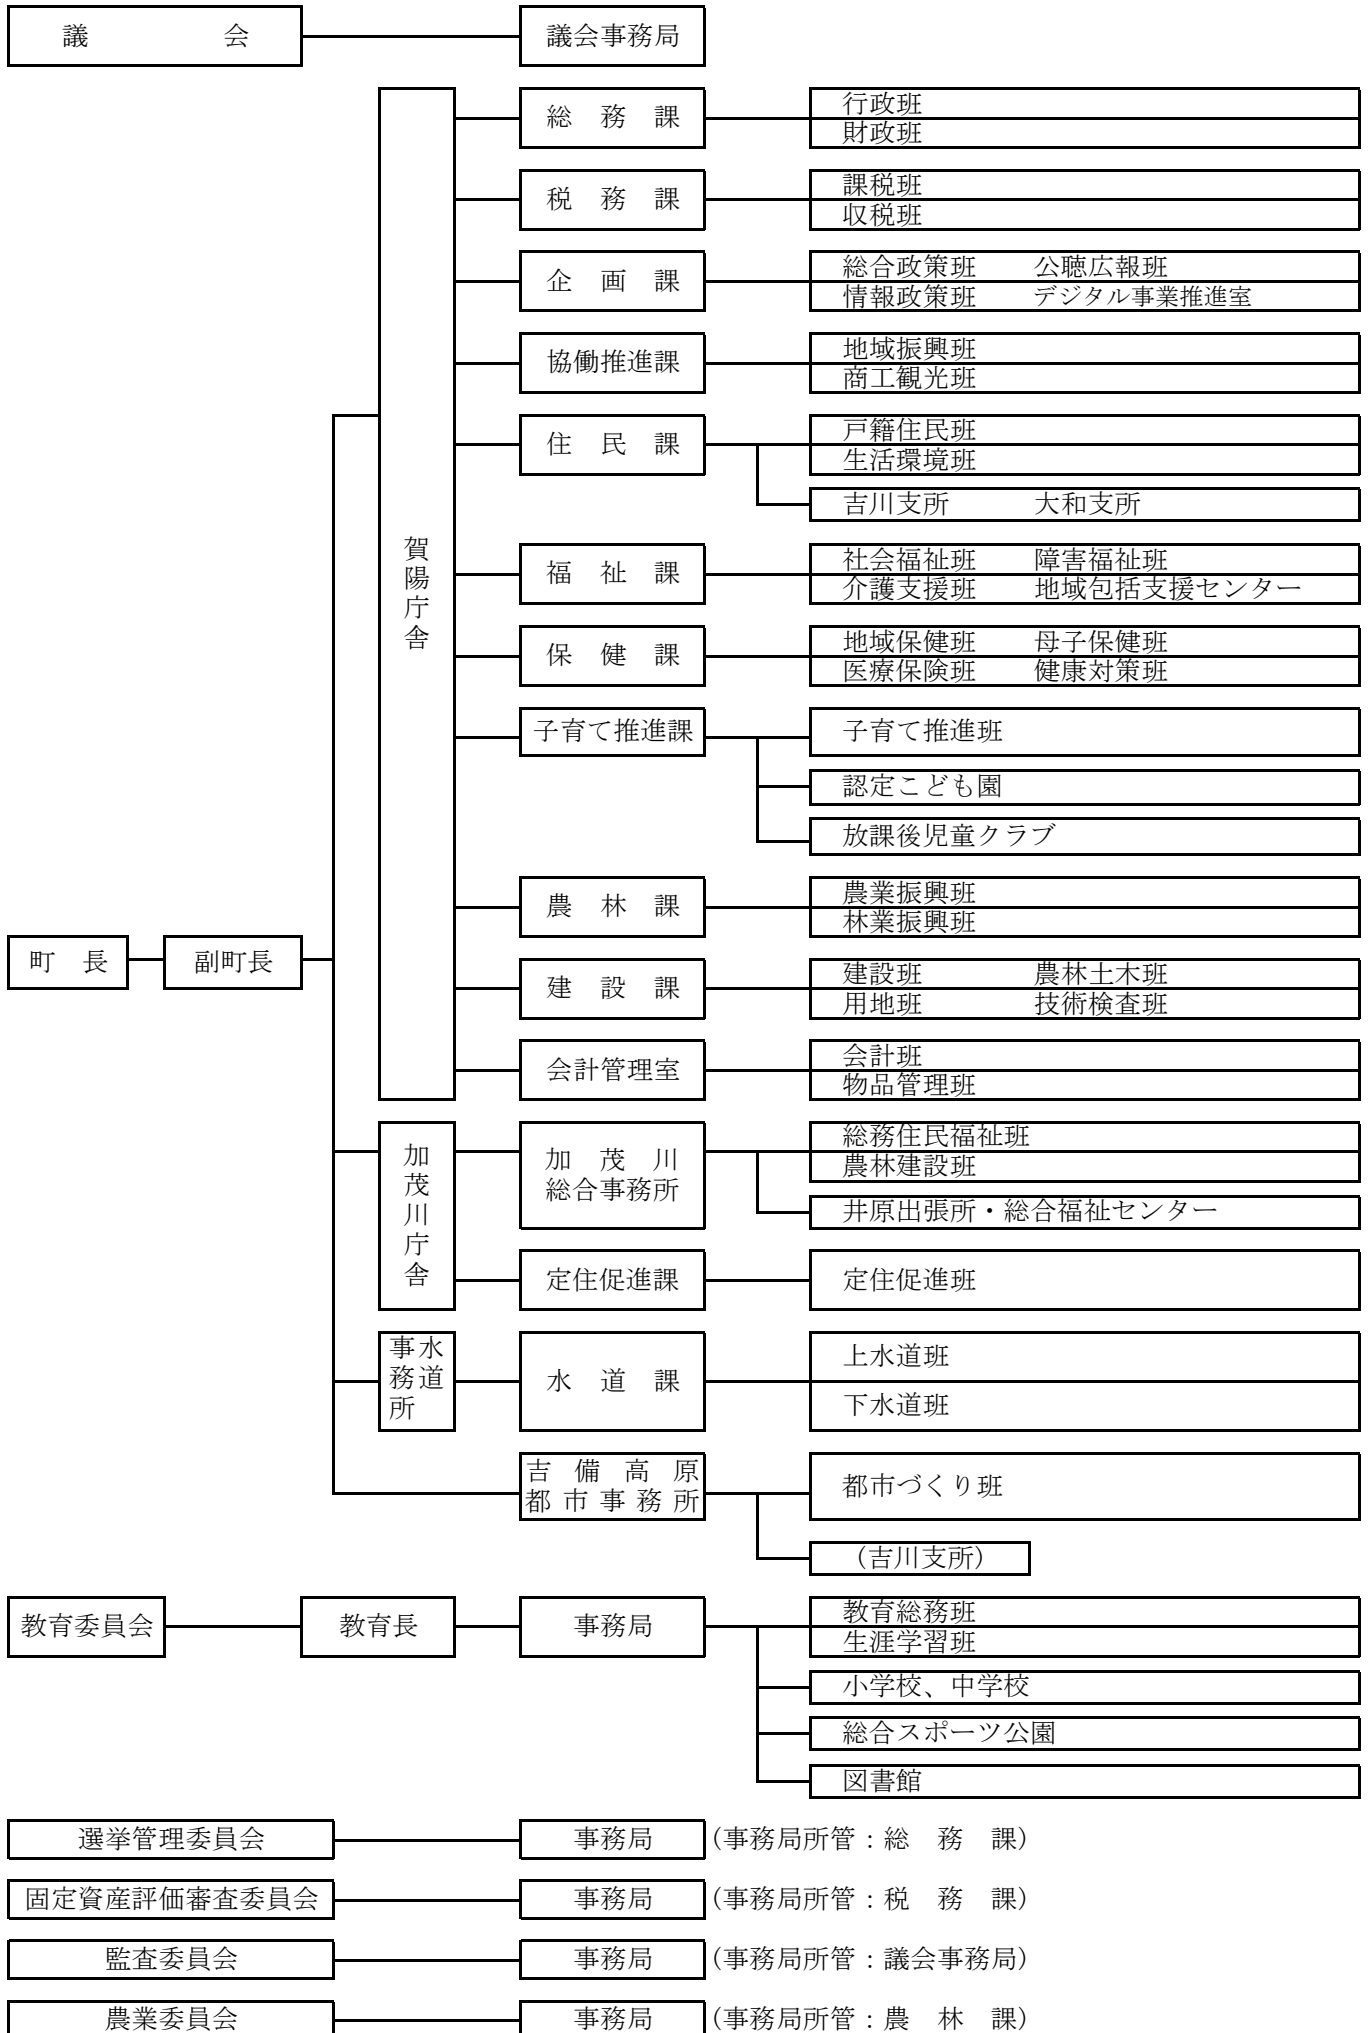 議　　　　　会　議会事務局
総　務　課　行政班
財政班
税　務　課　課税班
収税班
企　画　課　総合政策班　公聴広報班
情報政策班　デジタル事業推進室
協働推進課　地域振興班
商工観光班
住　民　課　戸籍住民班
生活環境班
吉川支所　大和支所
賀陽庁舎
福　祉　課　社会福祉班　障害福祉班
介護支援班　地域包括支援センター
保　健　課　地域保健班　母子保健班
医療保険班　健康対策班
子育て推進課　子育て推進班
認定こども園
放課後児童クラブ
農　林　課　農業振興班
林業振興班
町　長　副町長
建　設　課　建設班　農林土木班
用地班　技術検査班
会計管理室　会計班
物品管理班
加茂川庁舎
加　茂　川
総合事務所
総務住民福祉班
農林建設班
井原出張所・総合福祉センター
定住促進課　定住促進班
水道
事務所
水　道　課　上水道班
下水道班
吉　備　高　原
都 市 事 務 所
都市づくり班
（吉川支所）
教育委員会　教育長　事務局　教育総務班
生涯学習班
小学校、中学校
総合スポーツ公園
図書館
選挙管理委員会　事務局（事務局所管：総　務　課）
固定資産評価審査委員会　事務局（事務局所管：税　務　課）
監査委員会　事務局（事務局所管：議会事務局）
農業委員会　事務局（事務局所管：農　林　課）